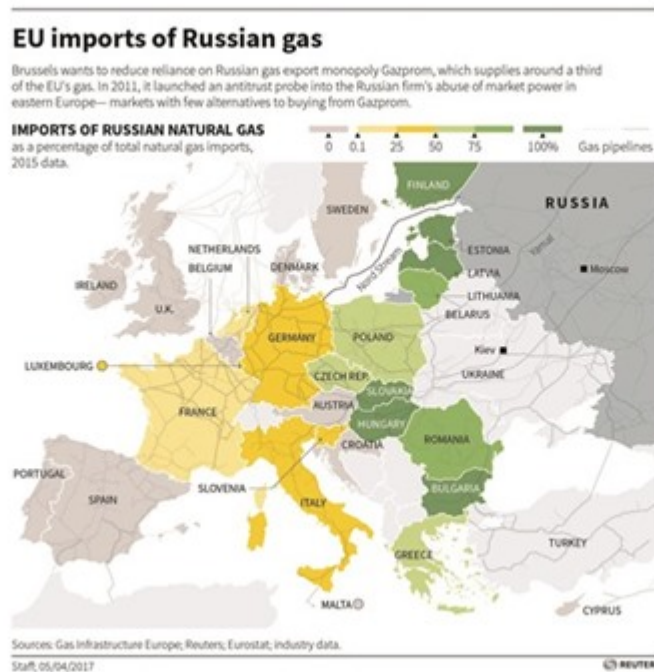 EU imports of Russian gas
Brussels wants to reduce reliance on Russian gas export monopoly Gazprom, which supplies around a third
of the EU's gas. In 2011, it launched an antitrust probe into the Russian firm's abuse of market power in
eastern Europe— markets with few alternatives to buying from Gazprom.
IMPORTS OF RUSSIAN NATURAL GAS
as a percentage of total natural gas imports,
2015 data.
0 0.1 25 50 75 100% Gas pipelines
FINLAND
SWEDEN
RUSSIA
NETHERLANDS
BELGIUM
DENMARK
Nord Stream
ESTONIA
Yamal
LATVIA
Moscow
IRELAND
U.K.
LITHUANIA
BELARUS
GERMANY
POLAND
Kiev
LUXEMBOURG
CZECH REP.
UKRAINE
SLOVAKIA
AUSTRIA
FRANCE
HUNGARY
CROATIA
ROMANIA
PORTUGAL
SPAIN
SLOVENIA
ITALY
BULGARIA
GREECE
TURKEY
MALTA
CYPRUS
Sources: Gas Infrastructure Europe; Reuters; Eurostat; industry data.
Staff, 05/04/2017
REUTER